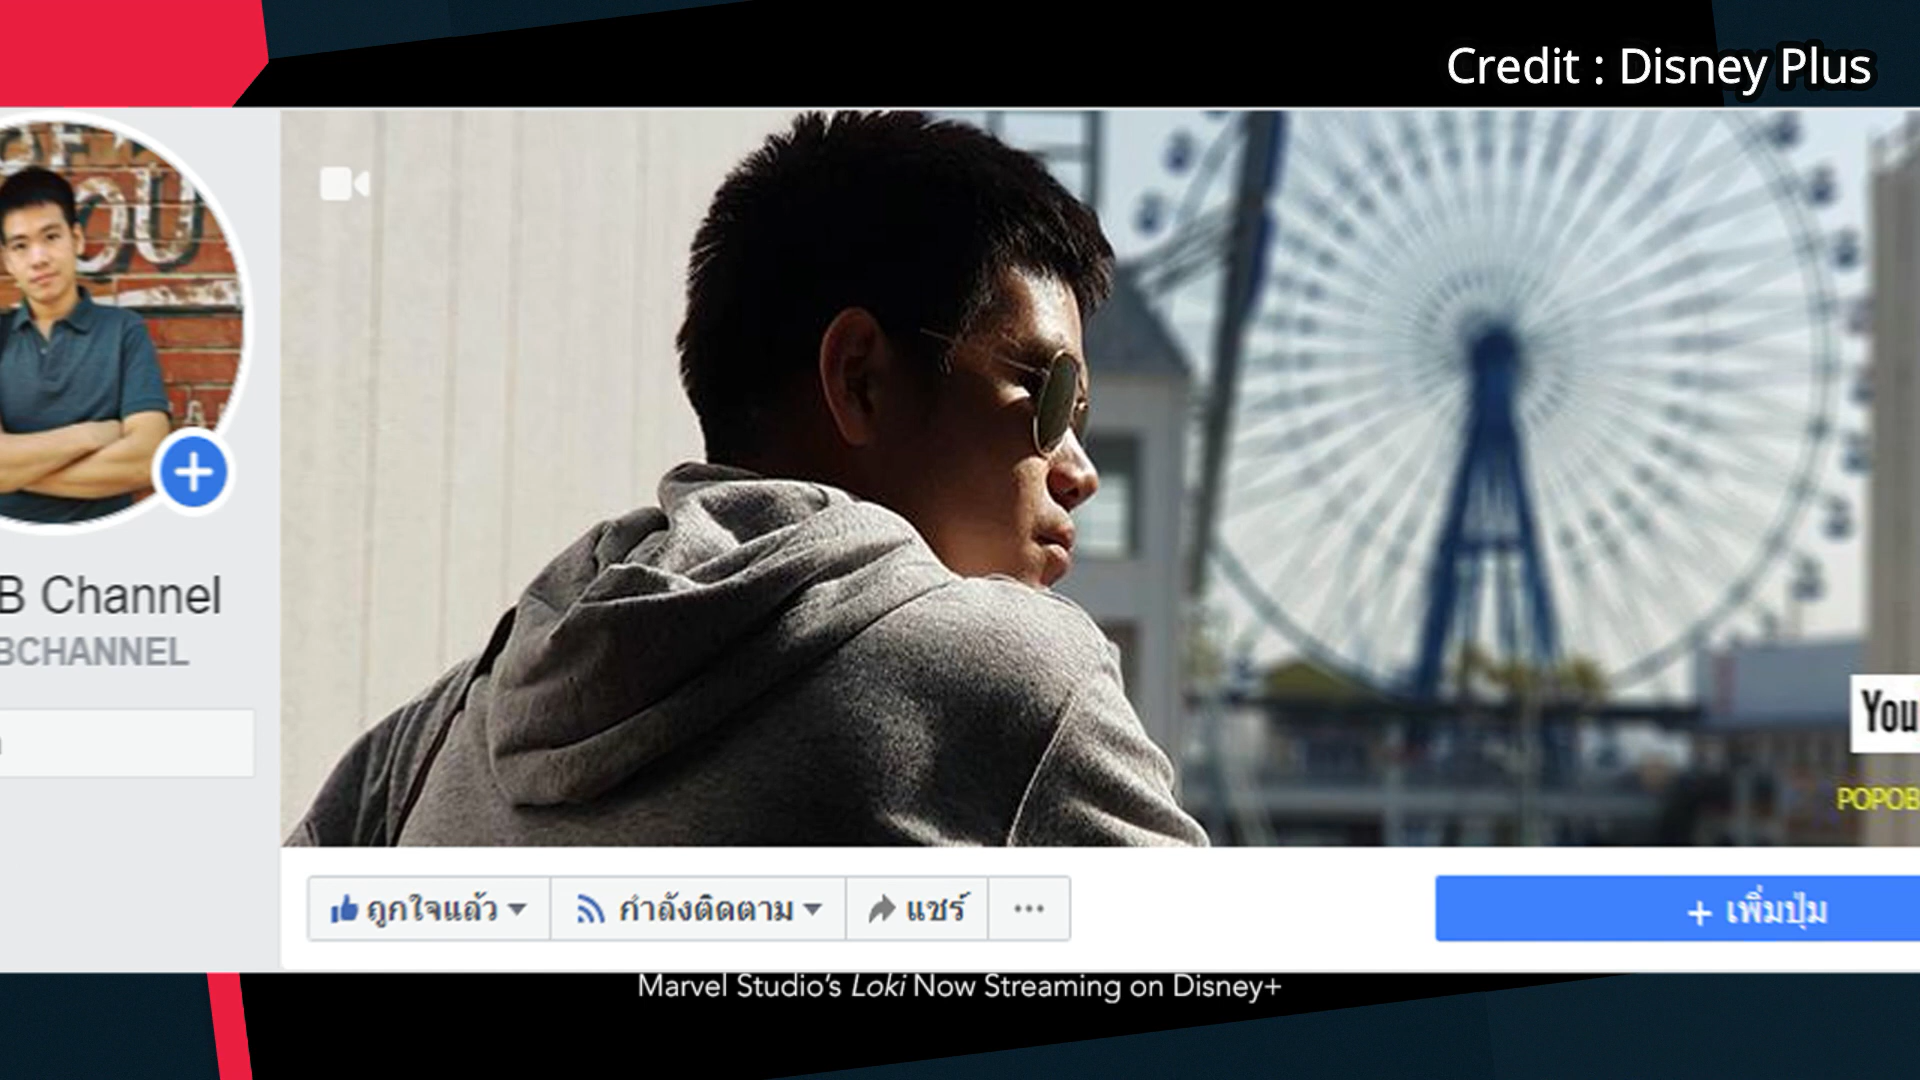 Credit : Disney Plus
B Channel
BCHANNEL
You
POPOB
ถูกใจแล้ว
กำลังติดตาม
แชร์
+ เพิ่มปุ่ม
Marvel Studio's Loki Now Streaming on Disney+